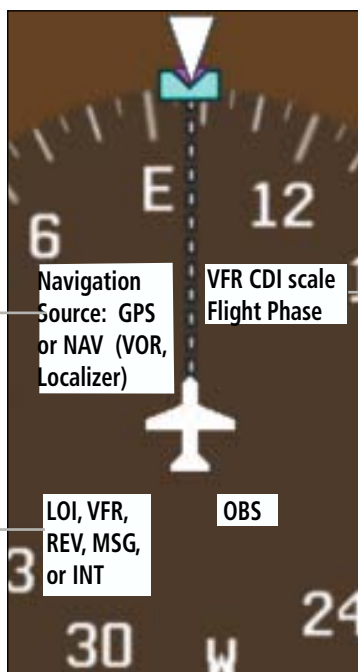 E
12
6
1
Navigation
Source: GPS
or NAV (VOR,
Localizer)
VFR CDI scale
Flight Phase
LOI, VFR,
REV, MSG,
or INT
OBS
3
30
W
24